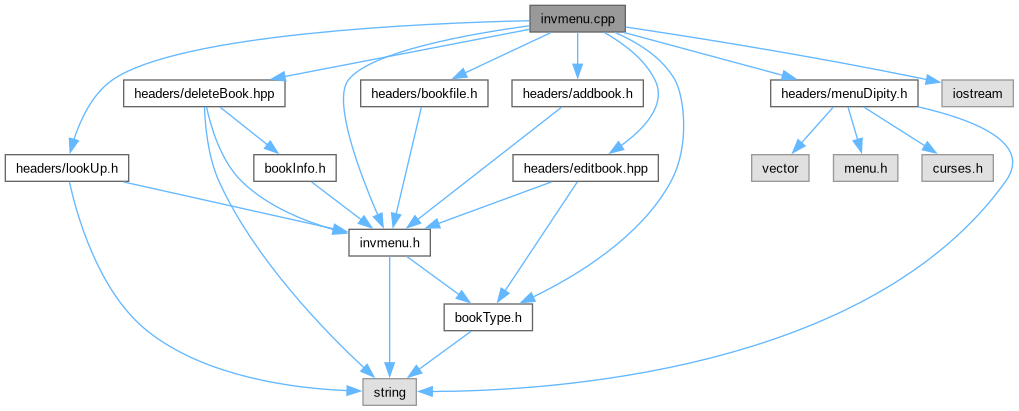 invmenu.cpp
headers/deleteBook.hpp
headers/bookfile.h
headers/addbook.h
headers/menuDipity.h
iostream
headers/lookUp.h
bookInfo.h
headers/editbook.hpp
vector
menu.h
curses.h
invmenu.h
bookType.h
string